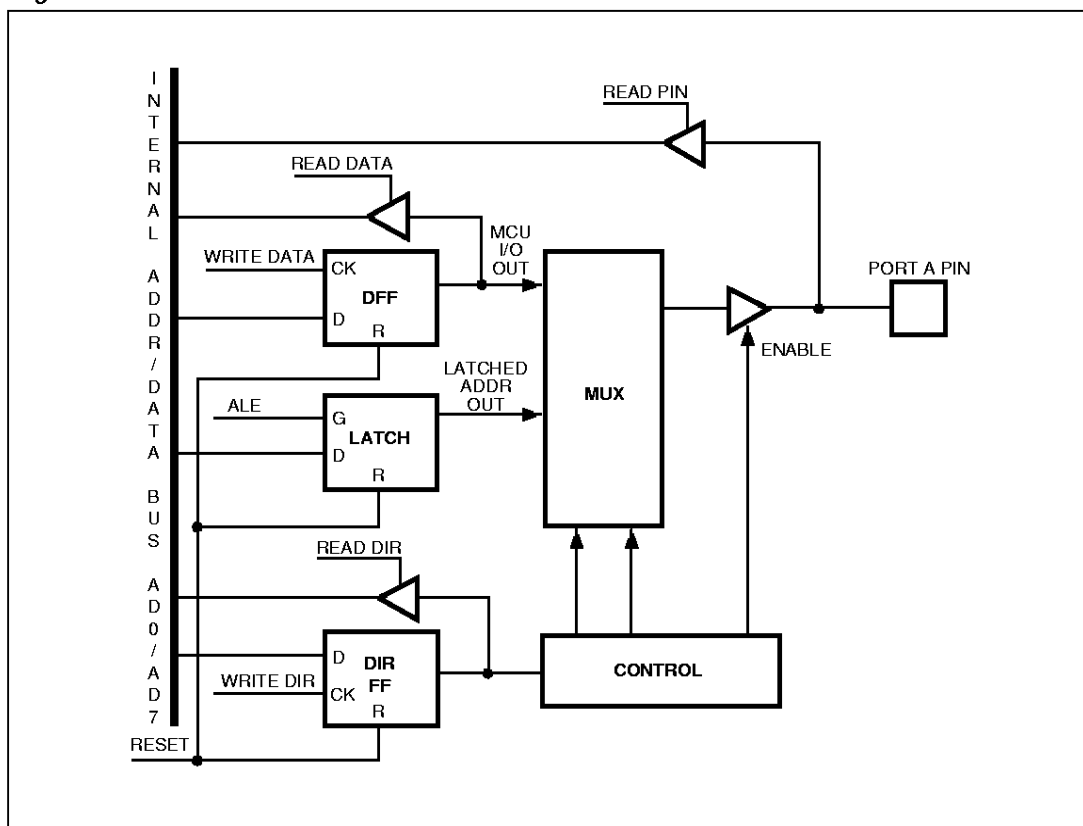 INTERNAL ADDR/DATA BUS AD0/AD7
READ PIN
READ DATA
WRITE DATA
CK
DFF
D
R
MCU
I/O
OUT
PORT A PIN
ENABLE
MUX
LATCHED
ADDR
OUT
ALE
G
LATCH
D
R
READ DIR
D
DIR
FF
WRITE DIR
CK
R
CONTROL
RESET